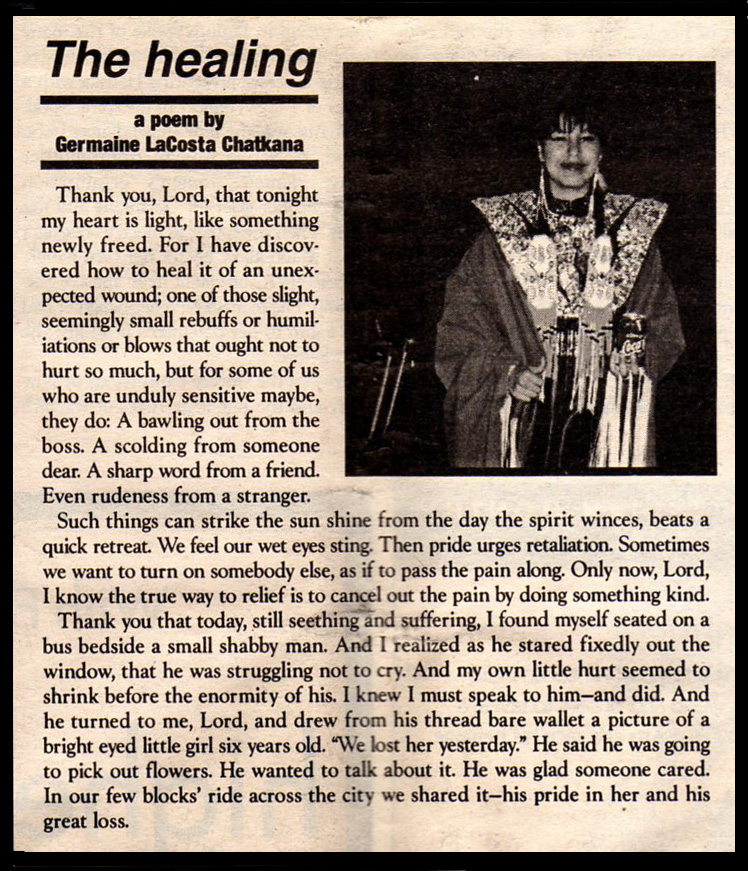 The healing
a poem by
Germaine LaCosta Chatkana
Thank you, Lord, that tonight
my heart is light, like something
newly freed. For I have discov-
ered how to heal it of an unex-
pected wound; one of those slight,
seemingly small rebuffs or humil-
iations or blows that ought not to
hurt so much, but for some of us
who are unduly sensitive maybe,
they do: A bawling out from the
boss. A scolding from someone
dear. A sharp word from a friend.
Even rudeness from a stranger.
Such things can strike the sun shine from the day the spirit winces, beats a
quick retreat. We feel our wet eyes sting. Then pride urges retaliation. Sometimes
we want to turn on somebody else, as if to pass the pain along. Only now, Lord,
I know the true way to relief is to cancel out the pain by doing something kind.
Thank you that today, still seething and suffering, I found myself seated on a
bus bedside a small shabby man. And I realized as he stared fixedly out the
window, that he was struggling not to cry. And my own little hurt seemed to
shrink before the enormity of his. I knew I must speak to him—and did. And
he turned to me, Lord, and drew from his thread bare wallet a picture of a
bright eyed little girl six years old. “We lost her yesterday.” He said he was going
to pick out flowers. He wanted to talk about it. He was glad someone cared.
In our few blocks’ ride across the city we shared it—his pride in her and his
great loss.